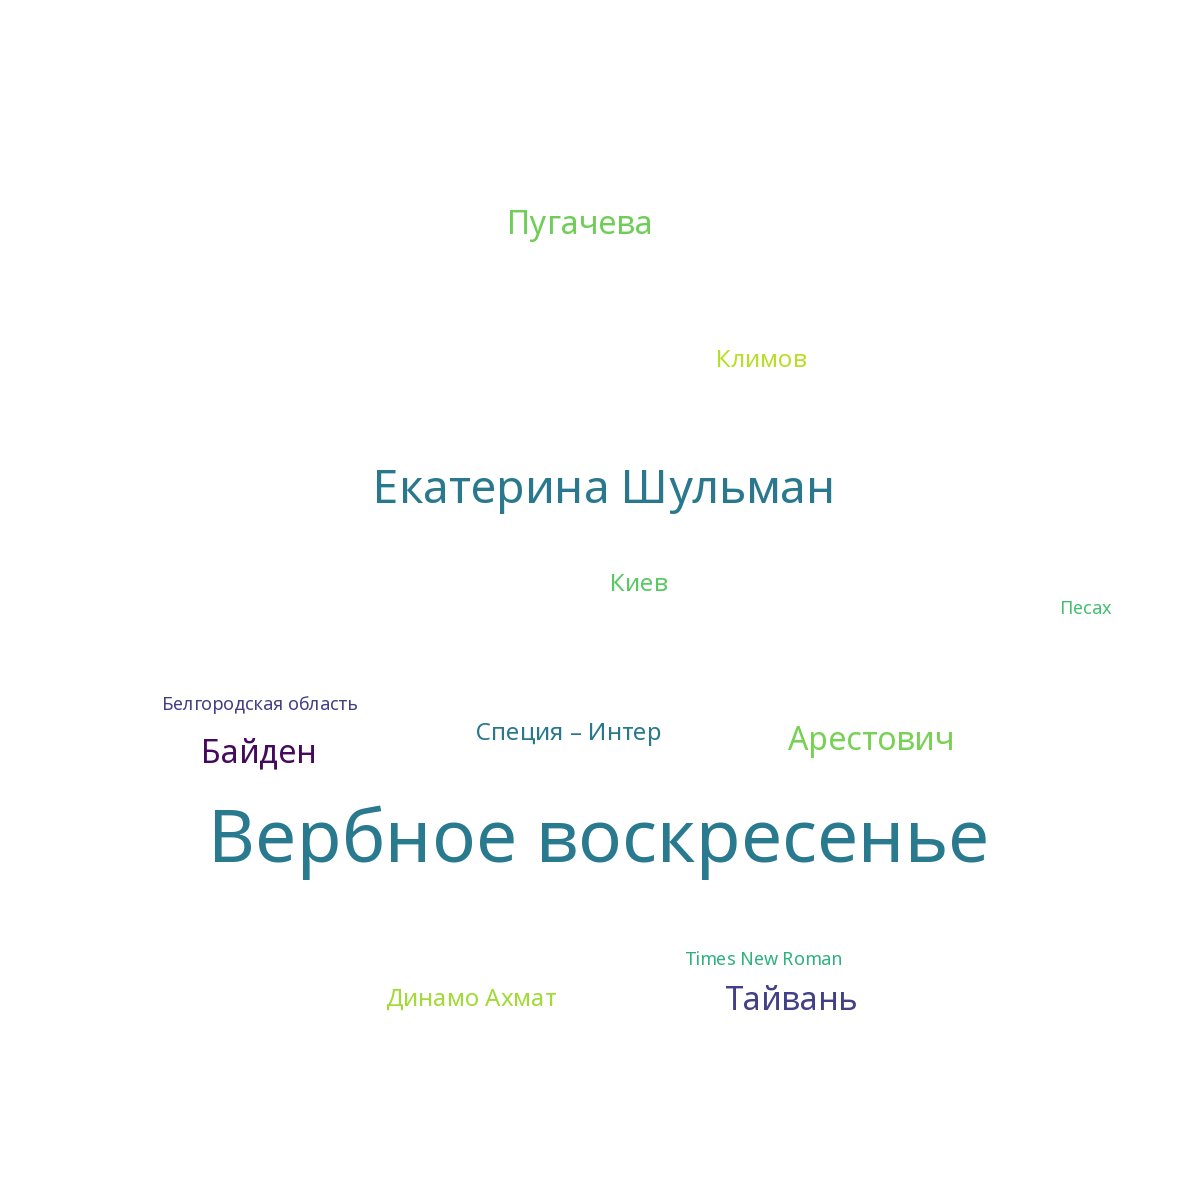 Пугачева
Климов
Екатерина Шульман
Киев
Песах
Белгородская область
Специя – Интер
Арестович
Байден
Вербное воскресенье
Times New Roman
Динамо Ахмат
Тайвань